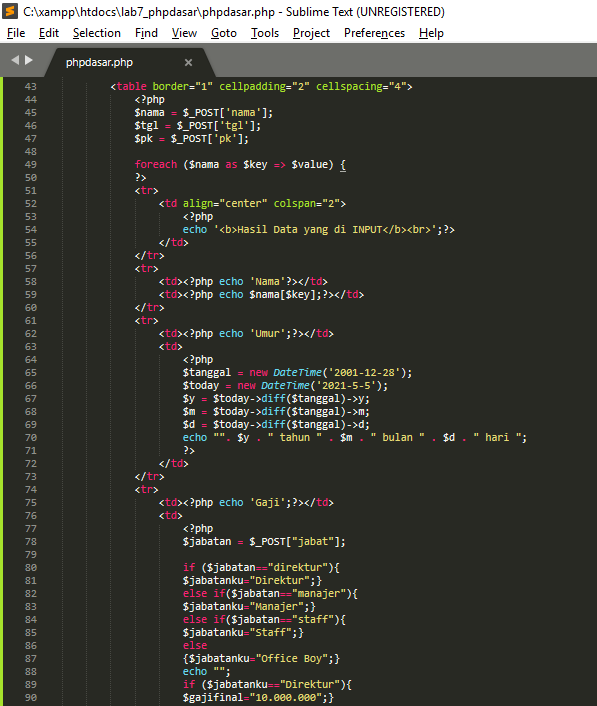 C:\xampp\htdocs\lab7_phpdasar\phpdasar.php - Sublime Text (UNREGISTERED)
File Edit Selection Find View Goto Tools Project Preferences Help
phpdasar.php ×
43 <table border="1" cellpadding="2" cellspacing="4">
44 <?php
45 $nama = $_POST['nama'];
46 $tgl = $_POST['tgl'];
47 $pk = $_POST['pk'];
48
49 foreach ($nama as $key => $value) {
50 ?>
51 <tr>
52 <td align="center" colspan="2">
53 <?php
54 echo '<b>Hasil Data yang di INPUT</b><br>';?>
55 </td>
56 </tr>
57 <tr>
58 <td><?php echo 'Nama'?></td>
59 <td><?php echo $nama[$key];?></td>
60 </tr>
61 <tr>
62 <td><?php echo 'Umur';?></td>
63 <td>
64 <?php
65 $tanggal = new DateTime('2001-12-28');
66 $today = new DateTime('2021-5-5');
67 $y = $today->diff($tanggal)->y;
68 $m = $today->diff($tanggal)->m;
69 $d = $today->diff($tanggal)->d;
70 echo "". $y . " tahun " . $m . " bulan " . $d . " hari ";
71 ?>
72 </td>
73 </tr>
74 <tr>
75 <td><?php echo 'Gaji';?></td>
76 <td>
77 <?php
78 $jabatan = $_POST["jabat"];
79
80 if ($jabatan=="direktur"){
81 $jabatanku="Direktur";}
82 else if($jabatan=="manajer"){
83 $jabatanku="Manajer";}
84 else if($jabatan=="staff"){
85 $jabatanku="Staff";}
86 else
87 {$jabatanku="Office Boy";}
88 echo "";
89 if ($jabatanku=="Direktur"){
90 $gajifinal="10.000.000";}